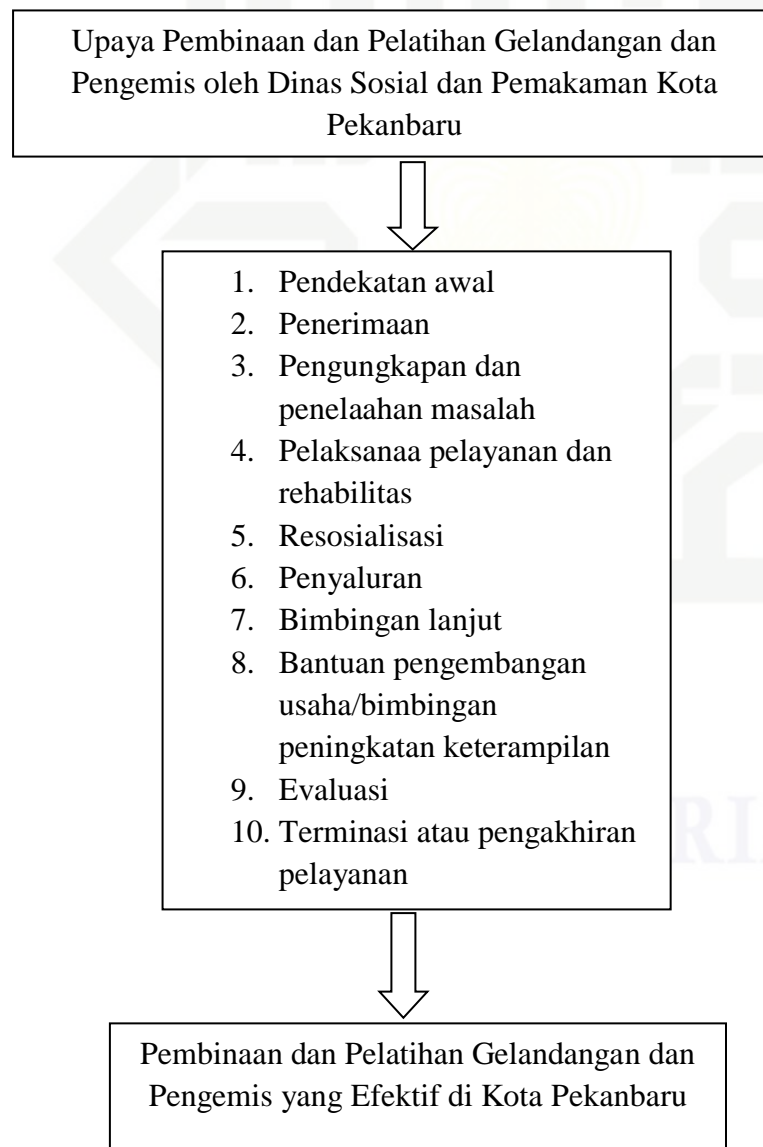 Upaya Pembinaan dan Pelatihan Gelandangan dan
Pengemis oleh Dinas Sosial dan Pemakaman Kota
Pekanbaru
1. Pendekatan awal
2. Penerimaan
3. Pengungkapan dan
penelaahan masalah
4. Pelaksanaa pelayanan dan
rehabilitas
5. Resosialisasi
6. Penyaluran
7. Bimbingan lanjut
8. Bantuan pengembangan
usaha/bimbingan
peningkatan keterampilan
9. Evaluasi
10. Terminasi atau pengakhiran
pelayanan
Pembinaan dan Pelatihan Gelandangan dan
Pengemis yang Efektif di Kota Pekanbaru